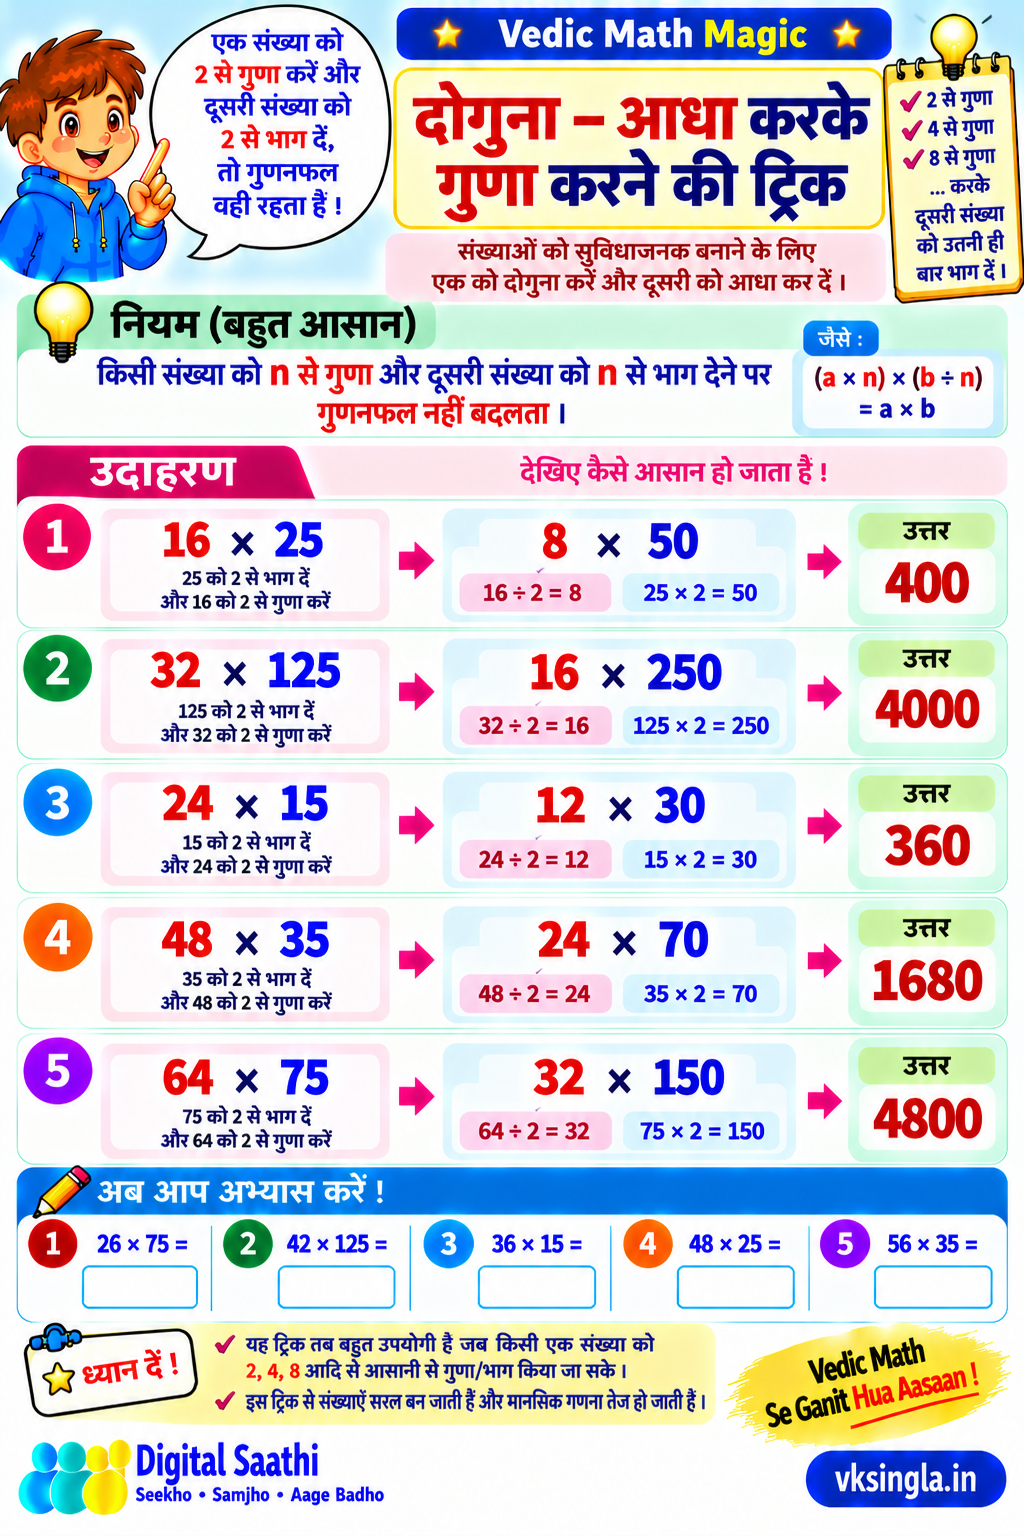 एक संख्या को
2 से गुणा करें और
दूसरी संख्या को
2 से भाग दें,
तो गुणनफल
वही रहता हैं !
Vedic Math Magic
दोगुना – आधा करके
गुणा करने की ट्रिक
संख्याओं को सुविधाजनक बनाने के लिए
एक को दोगुना करें और दूसरी को आधा कर दें ।
2 से गुणा
4 से गुणा
8 से गुणा
... करके
दूसरी संख्या
को उतनी ही
बार भाग दें ।
नियम (बहुत आसान)
किसी संख्या को n से गुणा और दूसरी संख्या को n से भाग देने पर
गुणनफल नहीं बदलता ।
जैसे :
(a × n) × (b ÷ n)
= a × b
उदाहरण
देखिए कैसे आसान हो जाता हैं !
1
16 × 25
25 को 2 से भाग दें
और 16 को 2 से गुणा करें
8 × 50
16 ÷ 2 = 8
25 × 2 = 50
उत्तर
400
2
32 × 125
125 को 2 से भाग दें
और 32 को 2 से गुणा करें
16 × 250
32 ÷ 2 = 16
125 × 2 = 250
उत्तर
4000
3
24 × 15
15 को 2 से भाग दें
और 24 को 2 से गुणा करें
12 × 30
24 ÷ 2 = 12
15 × 2 = 30
उत्तर
360
4
48 × 35
35 को 2 से भाग दें
और 48 को 2 से गुणा करें
24 × 70
48 ÷ 2 = 24
35 × 2 = 70
उत्तर
1680
5
64 × 75
75 को 2 से भाग दें
और 64 को 2 से गुणा करें
32 × 150
64 ÷ 2 = 32
75 × 2 = 150
उत्तर
4800
अब आप अभ्यास करें !
1 26 × 75 =
2 42 × 125 =
3 36 × 15 =
4 48 × 25 =
5 56 × 35 =
ध्यान दें !
यह ट्रिक तब बहुत उपयोगी है जब किसी एक संख्या को
2, 4, 8 आदि से आसानी से गुणा/भाग किया जा सके ।
इस ट्रिक से संख्याएँ सरल बन जाती हैं और मानसिक गणना तेज हो जाती हैं ।
Vedic Math
Se Ganit Hua Aasaan !
Digital Saathi
Seekho • Samjho • Aage Badho
vksingla.in